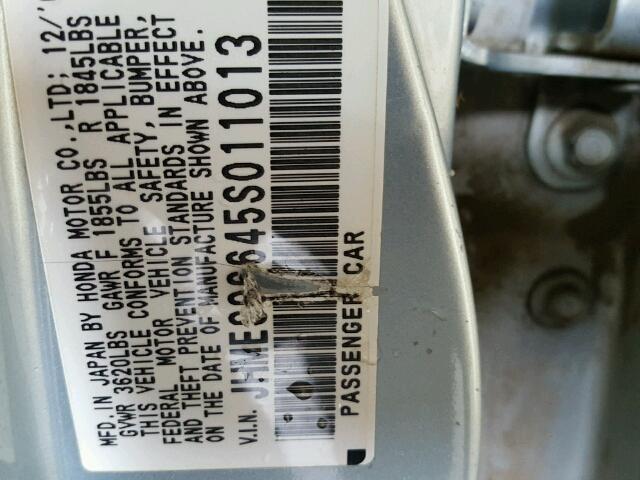 MFD. IN JAPAN BY HONDA MOTOR CO.,LTD; 12/'
GVWR 3620LBS GAWR F 1855LBS R 1845LBS
THIS VEHICLE CONFORMS TO ALL APPLICABLE
FEDERAL MOTOR VEHICLE SAFETY, BUMPER,
AND THEFT PREVENTION STANDARDS IN EFFECT
ON THE DATE OF MANUFACTURE SHOWN ABOVE.
V.I.N.
PASSENGER CAR